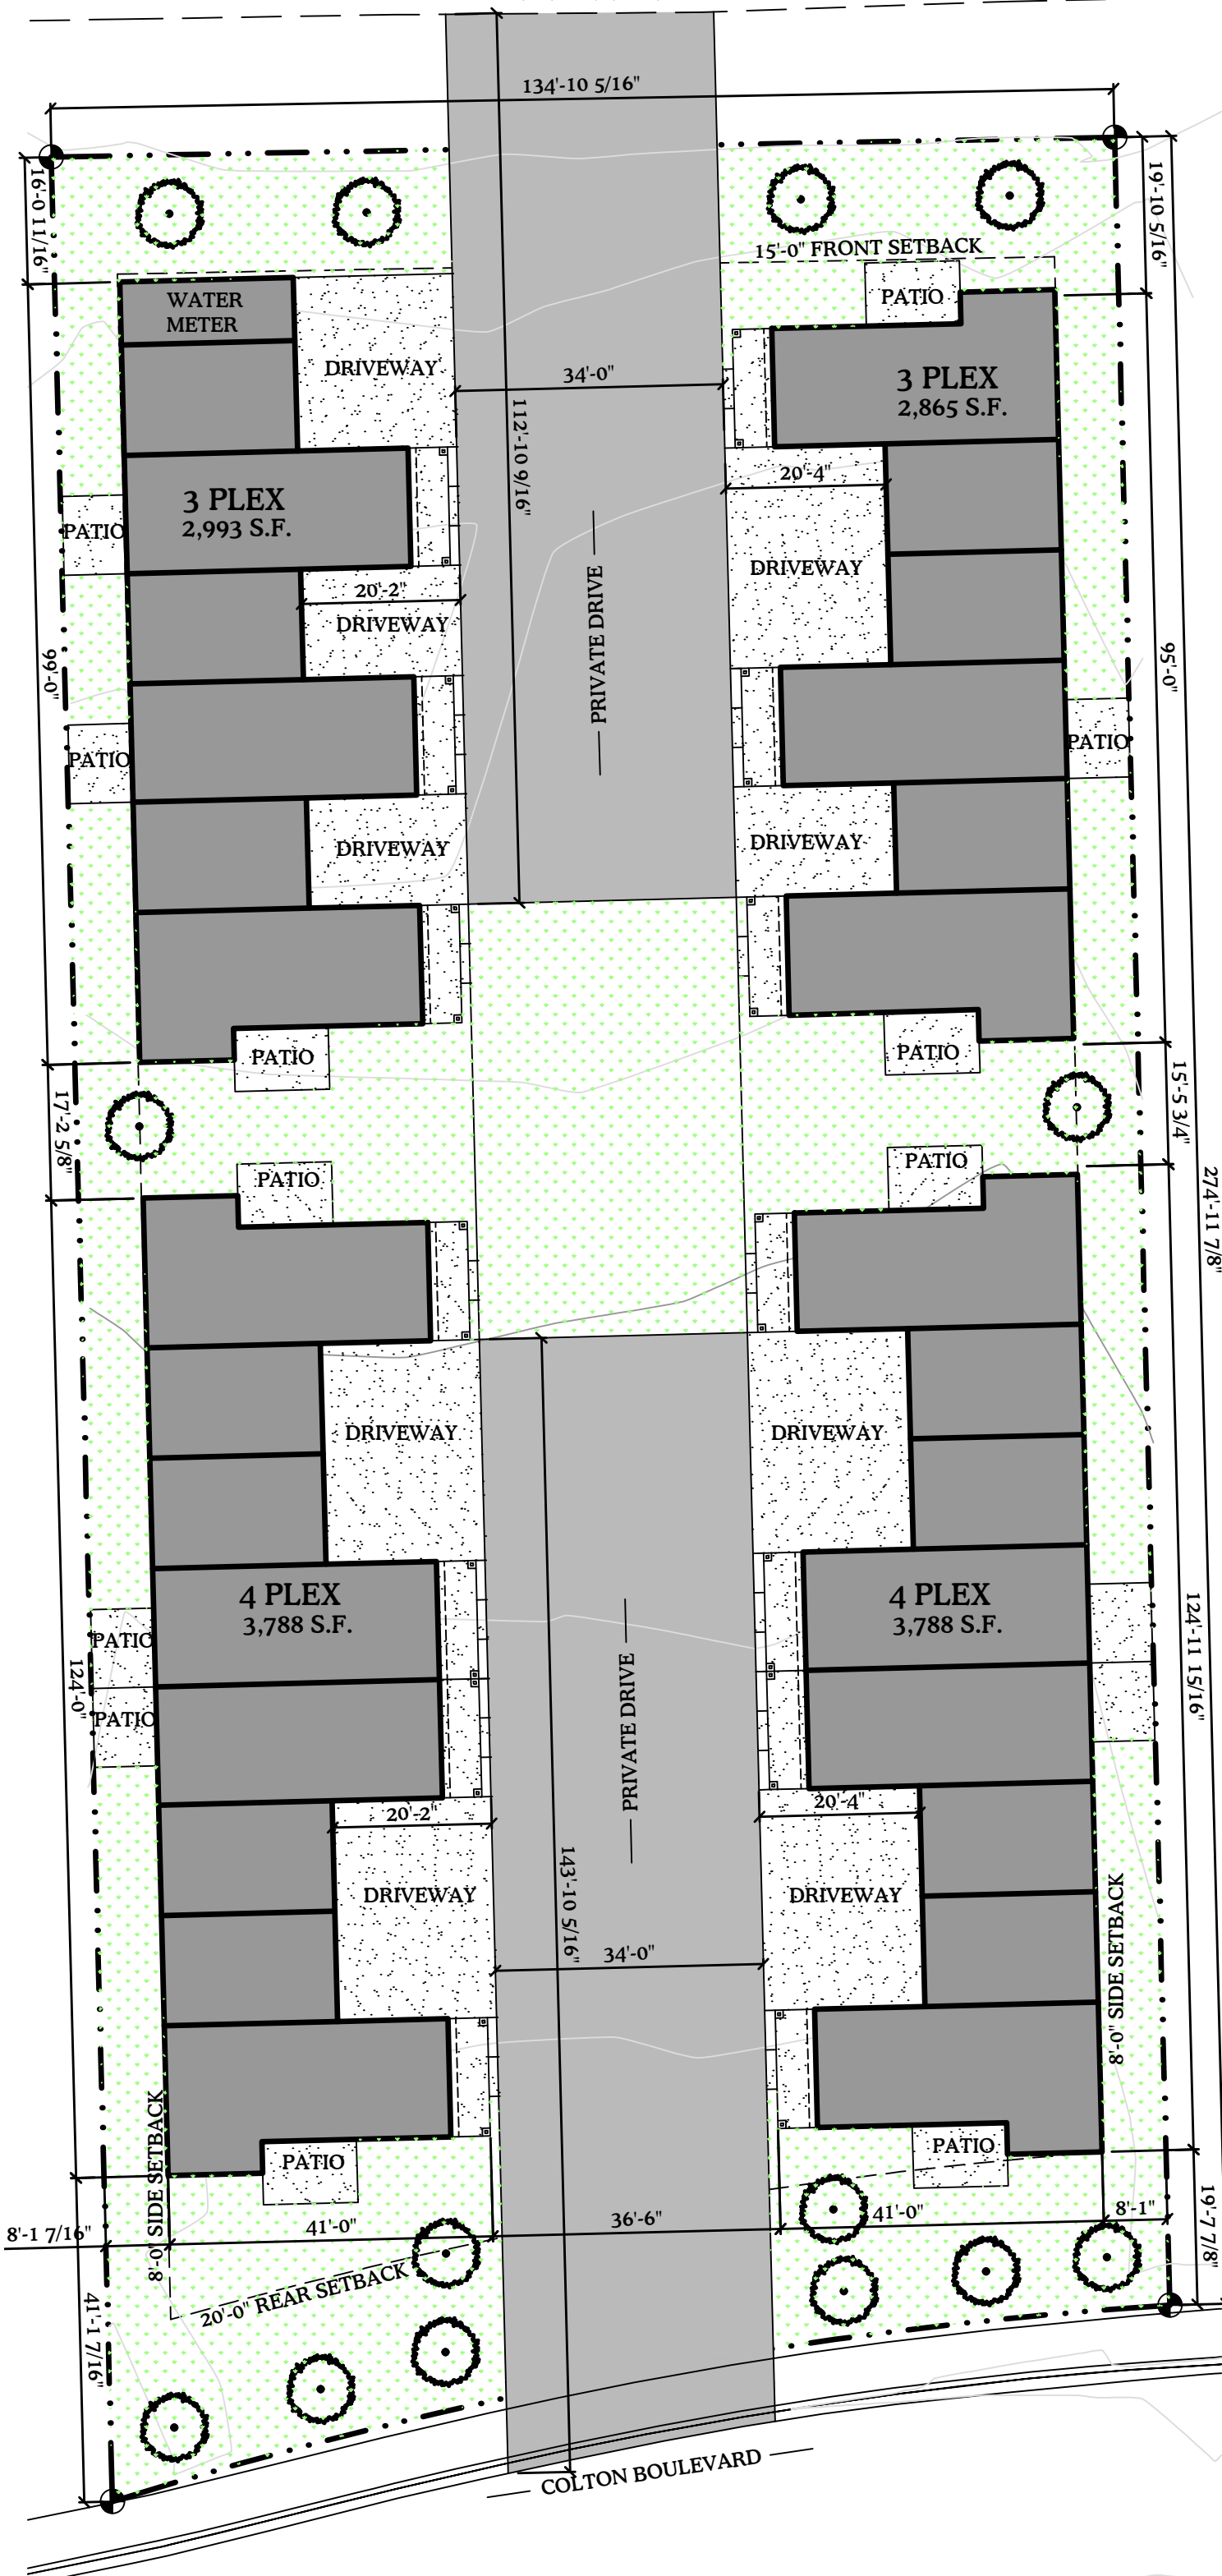 134'-10 5/16"
16'-0 11/16"
19'-10 5/16"
15'-0" FRONT SETBACK
WATER
METER
PATIO
DRIVEWAY
34'-0"
3 PLEX
2,865 S.F.
112'-10 9/16"
20'-4"
3 PLEX
2,993 S.F.
PATIO
DRIVEWAY
20'-2"
DRIVEWAY
PRIVATE DRIVE
99'-0"
95'-0"
PATIO
PATIO
DRIVEWAY
DRIVEWAY
PATIO
PATIO
17'-2 5/8"
15'-5 3/4"
PATIO
PATIO
274'-11 7/8"
DRIVEWAY
DRIVEWAY
4 PLEX
3,788 S.F.
4 PLEX
3,788 S.F.
PATIO
PATIO
124'-0"
124'-11 15/16"
PRIVATE DRIVE
20'-2"
20'-4"
DRIVEWAY
DRIVEWAY
143'-10 5/16"
34'-0"
8'-0" SIDE SETBACK
8'-0" SIDE SETBACK
PATIO
PATIO
8'-1 7/16"
41'-0"
36'-6"
41'-0"
8'-1"
19'-7 7/8"
20'-0" REAR SETBACK
41'-1 7/16"
COLTON BOULEVARD